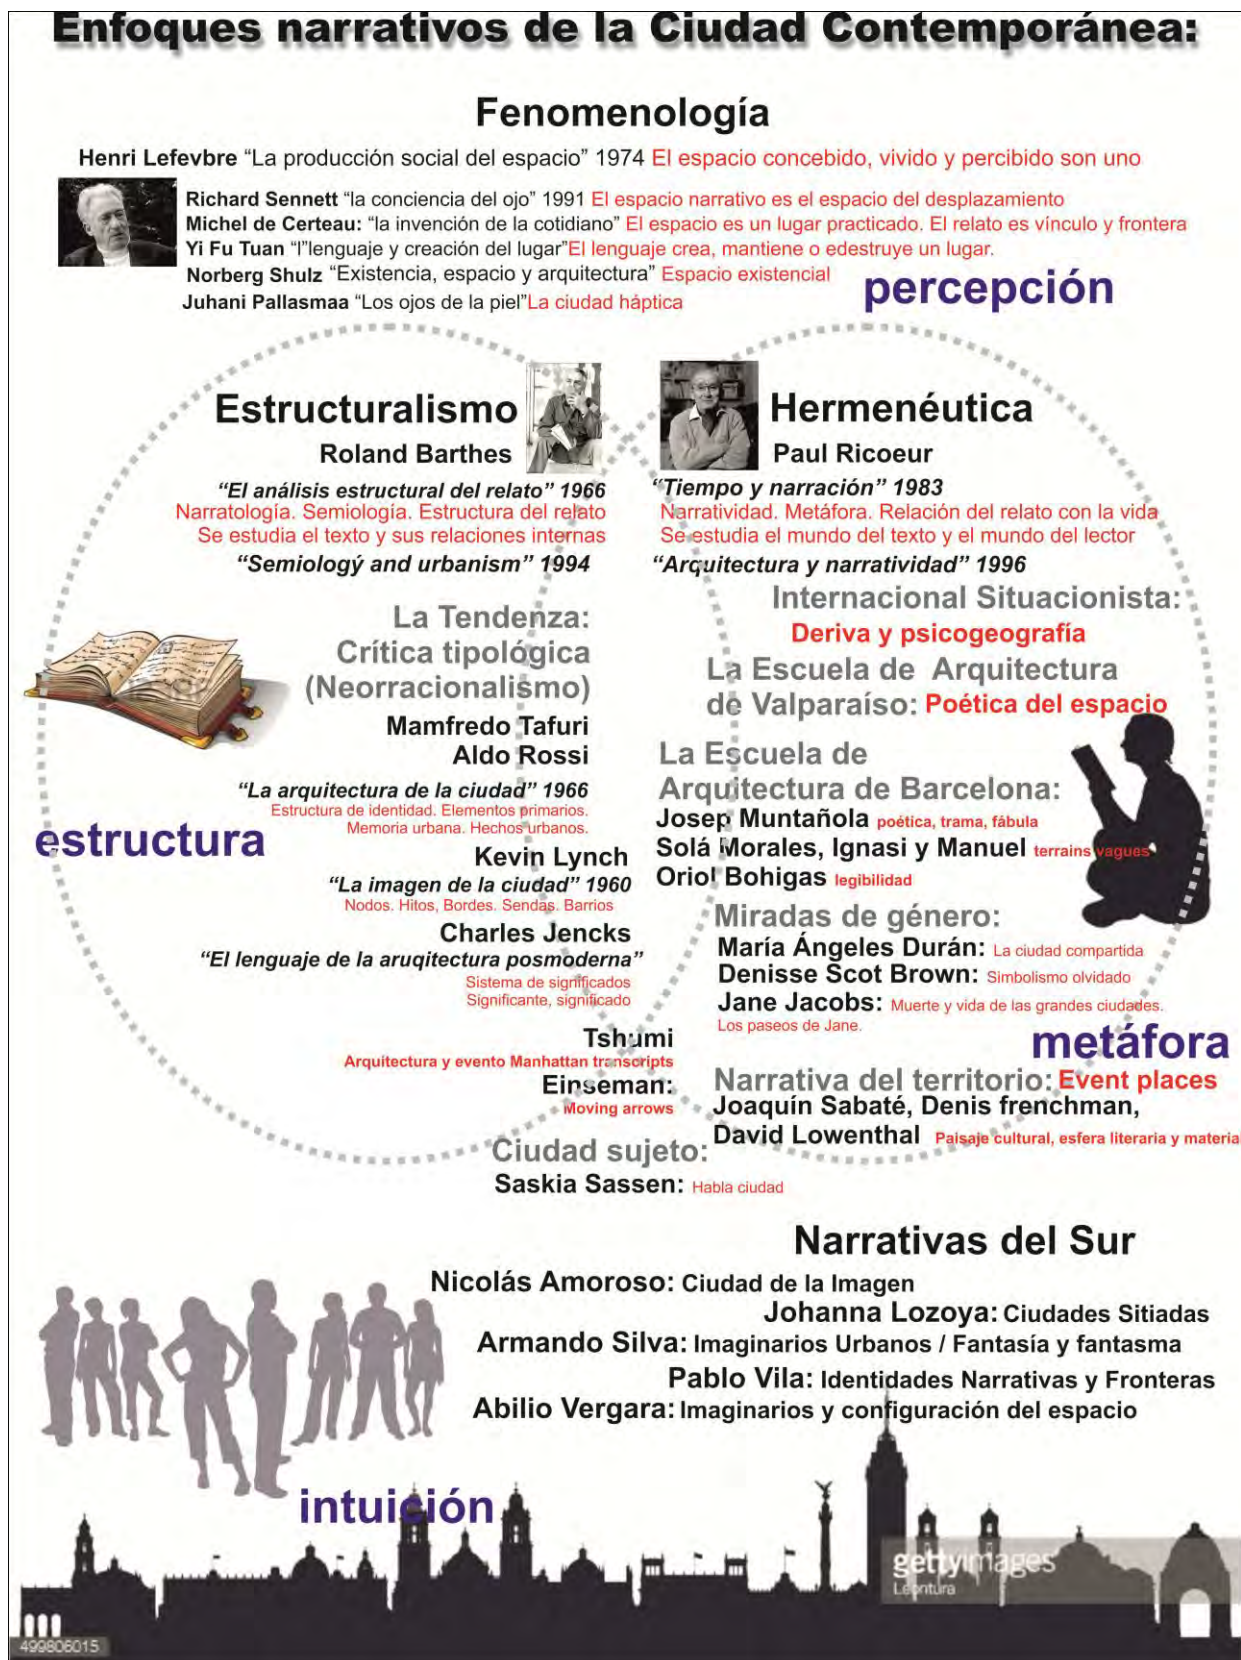 Enfoques narrativos de la Ciudad Contemporánea:
Fenomenología
Henri Lefevbre “La producción social del espacio” 1974 El espacio concebido, vivido y percibido son uno
Richard Sennett “la conciencia del ojo” 1991 El espacio narrativo es el espacio del desplazamiento
Michel de Certeau: “la invención de la cotidiano” El espacio es un lugar practicado. El relato es vínculo y frontera
Yi Fu Tuan “l”lenguaje y creación del lugar”El lenguaje crea, mantiene o edestruye un lugar.
Norberg Shulz “Existencia, espacio y arquitectura” Espacio existencial
Juhani Pallasmaa “Los ojos de la piel”La ciudad háptica
percepción
Estructuralismo
Roland Barthes
“El análisis estructural del relato” 1966
Narratología. Semiología. Estructura del relato
Se estudia el texto y sus relaciones internas
“Semiologý and urbanism” 1994
La Tendenza:
Crítica tipológica
(Neorracionalismo)
Mamfredo Tafuri
Aldo Rossi
“La arquitectura de la ciudad” 1966
Estructura de identidad. Elementos primarios.
Memoria urbana. Hechos urbanos.
estructura
Kevin Lynch
“La imagen de la ciudad” 1960
Nodos. Hitos, Bordes. Sendas. Barrios
Charles Jencks
“El lenguaje de la aruqitectura posmoderna”
Sistema de significados
Significante, significado
Tshumi
Arquitectura y evento Manhattan transcripts
Einseman:
Moving arrows
Hermenéutica
Paul Ricoeur
“Tiempo y narración” 1983
Narratividad. Metáfora. Relación del relato con la vida
Se estudia el mundo del texto y el mundo del lector
“Arquitectura y narratividad” 1996
Internacional Situacionista:
Deriva y psicogeografía
La Escuela de Arquitectura
de Valparaíso: Poética del espacio
La Escuela de
Arquitectura de Barcelona:
Josep Muntañola poética, trama, fábula
Solá Morales, Ignasi y Manuel terrains vagues
Oriol Bohigas legibilidad
Miradas de género:
María Ángeles Durán: La ciudad compartida
Denisse Scot Brown: Simbolismo olvidado
Jane Jacobs: Muerte y vida de las grandes ciudades.
Los paseos de Jane.
metáfora
Narrativa del territorio: Event places
Joaquín Sabaté, Denis frenchman,
David Lowenthal Paisaje cultural, esfera literaria y material
Ciudad sujeto:
Saskia Sassen: Habla ciudad
Narrativas del Sur
Nicolás Amoroso: Ciudad de la Imagen
Johanna Lozoya: Ciudades Sitiadas
Armando Silva: Imaginarios Urbanos / Fantasía y fantasma
Pablo Vila: Identidades Narrativas y Fronteras
Abilio Vergara: Imaginarios y configuración del espacio
intuición
gettyimages
Leontura
499806015